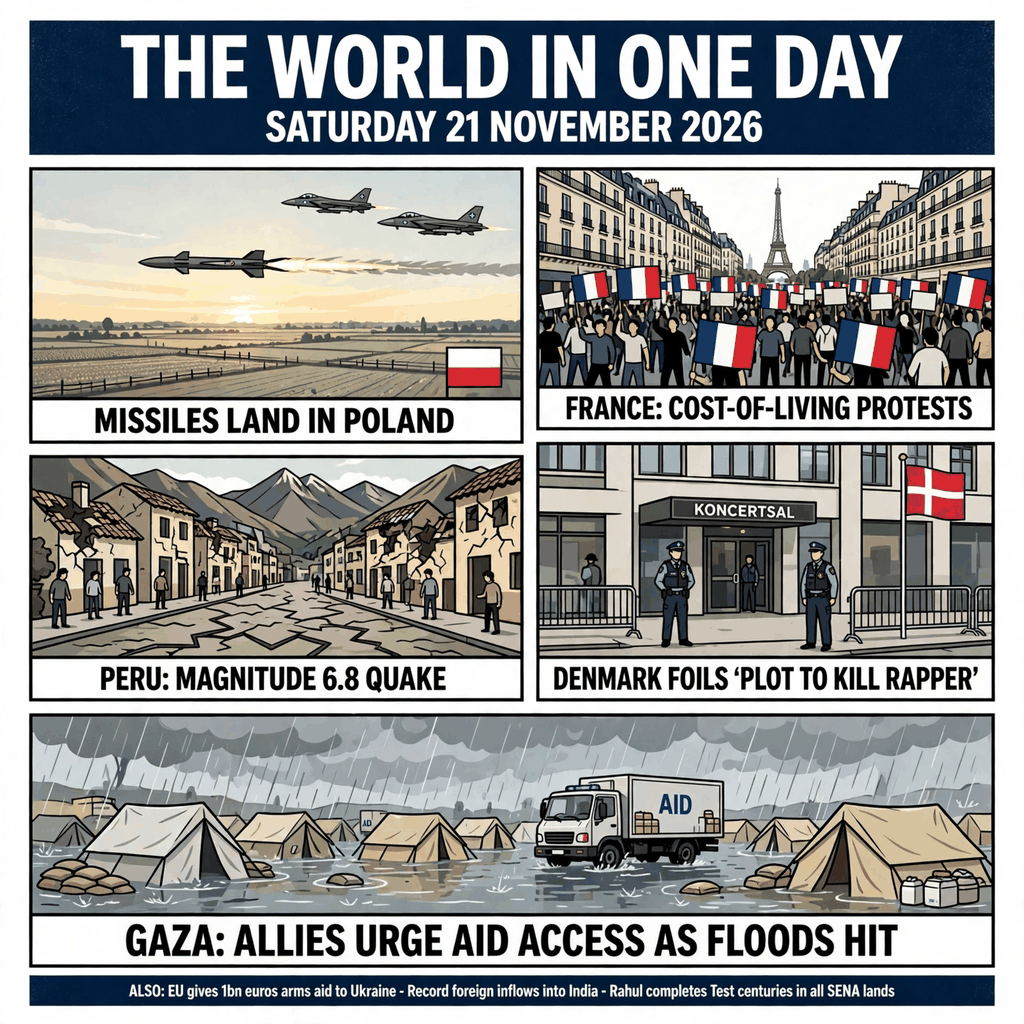 THE WORLD IN ONE DAY
SATURDAY 21 NOVEMBER 2026
MISSILES LAND IN POLAND
FRANCE: COST-OF-LIVING PROTESTS
PERU: MAGNITUDE 6.8 QUAKE
KONCERTSAL
DENMARK FOILS ‘PLOT TO KILL RAPPER’
AID
AID
GAZA: ALLIES URGE AID ACCESS AS FLOODS HIT
ALSO: EU gives 1bn euros arms aid to Ukraine - Record foreign inflows into India - Rahul completes Test centuries in all SENA lands